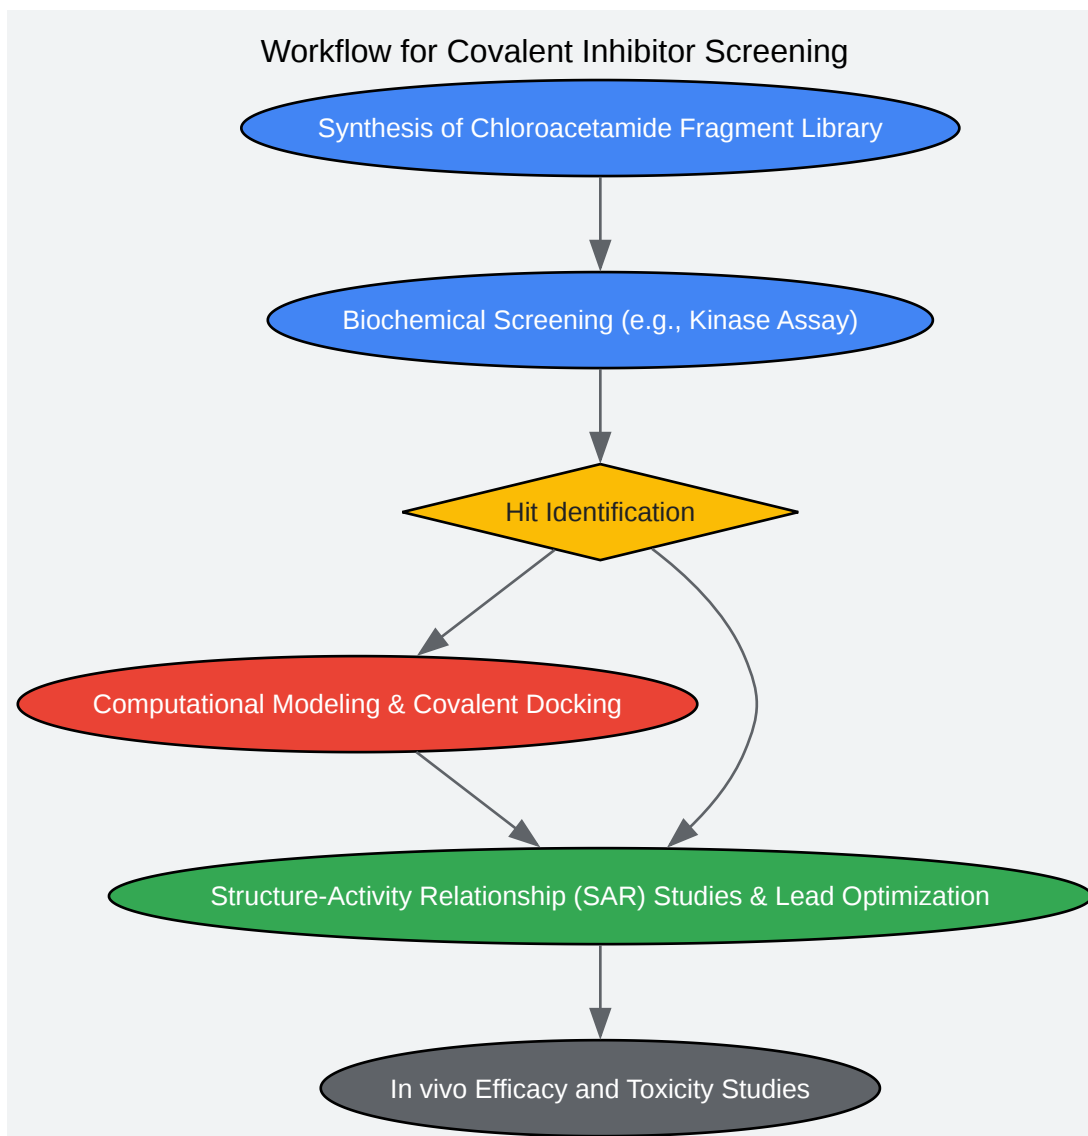 Workflow for Covalent Inhibitor Screening
Synthesis of Chloroacetamide Fragment Library
Biochemical Screening (e.g., Kinase Assay)
Hit Identification
Computational Modeling & Covalent Docking
Structure-Activity Relationship (SAR) Studies & Lead Optimization
In vivo Efficacy and Toxicity Studies